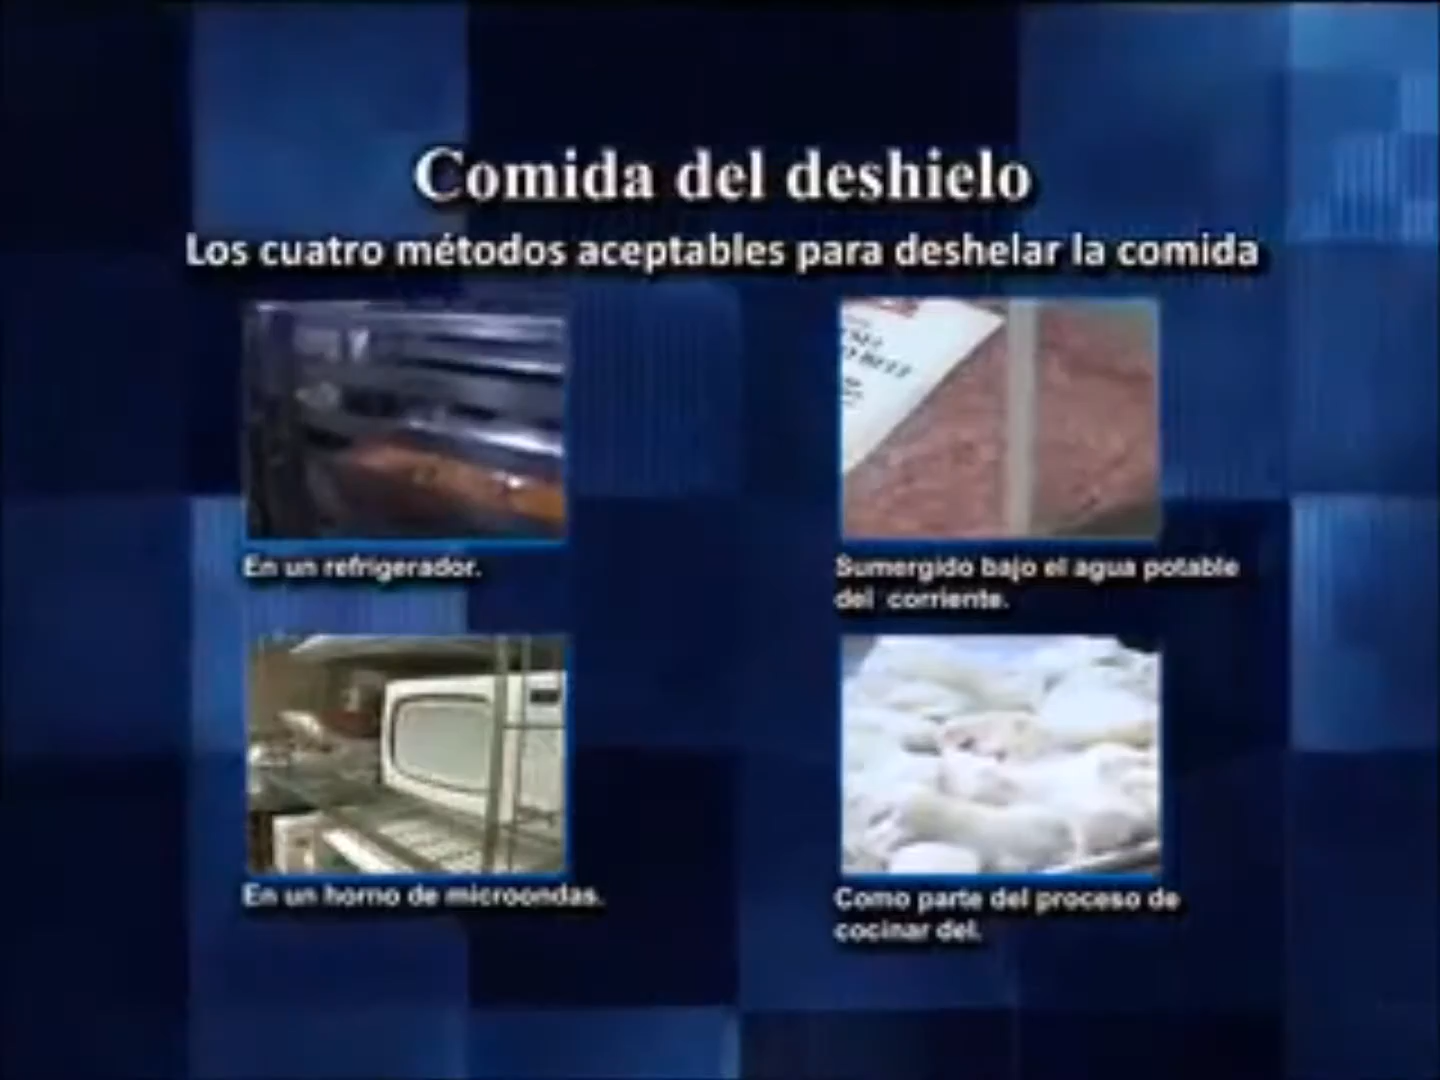 Comida del deshielo
Los cuatro métodos aceptables para deshelar la comida
En un refrigerador.
Sumergido bajo el agua potable
del corriente.
En un horno de microondas.
Como parte del proceso de
cocinar del.